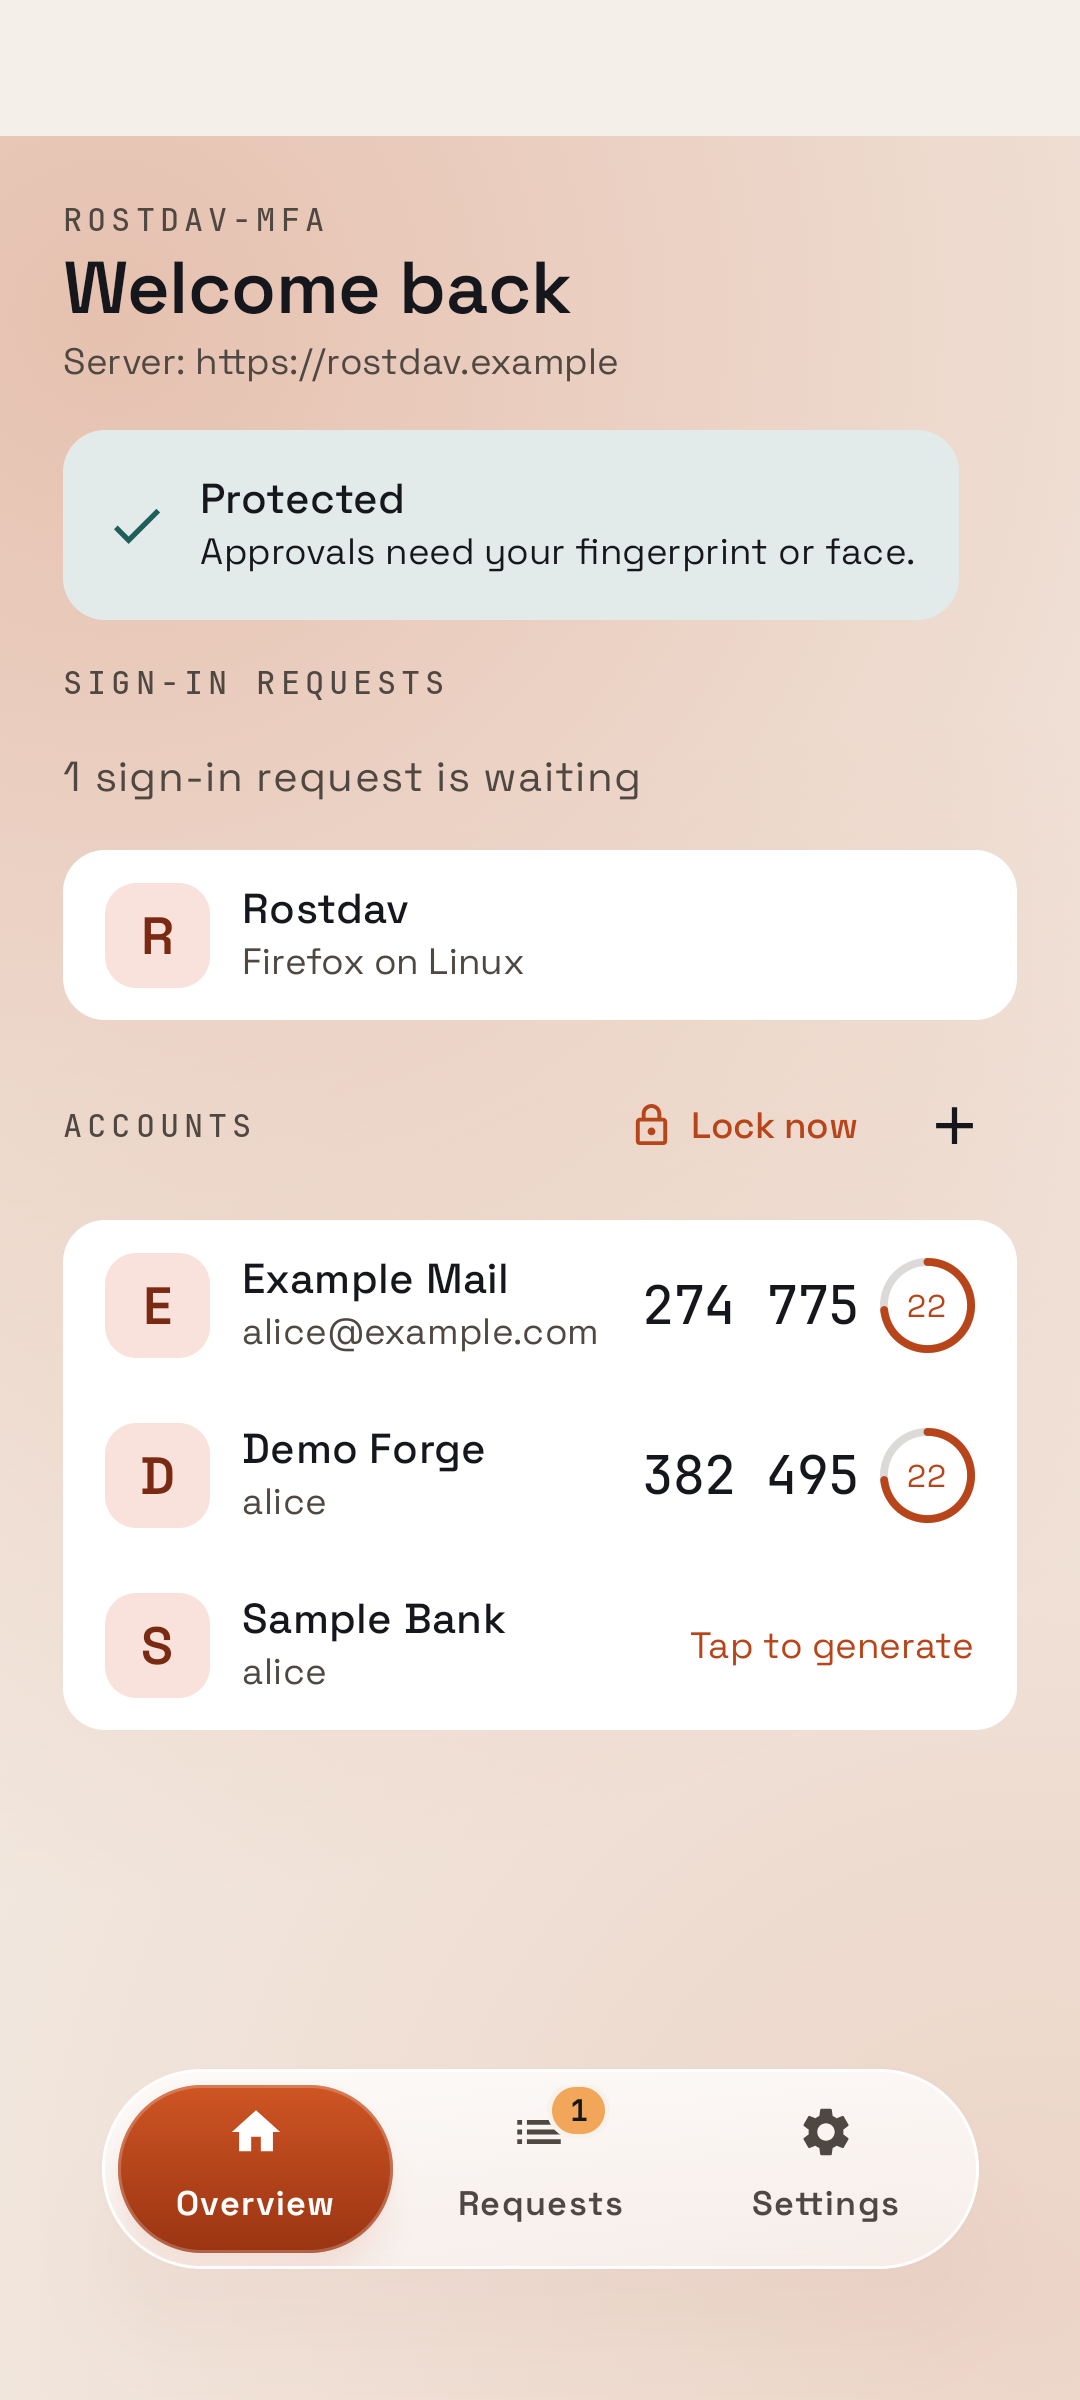 ROSTDAV-MFA
Welcome back
Server: https://rostdav.example
Protected
Approvals need your fingerprint or face.
SIGN-IN REQUESTS
1 sign-in request is waiting
R
Rostdav
Firefox on Linux
ACCOUNTS
Lock now
E
Example Mail
alice@example.com
274 775
22
D
Demo Forge
alice
382 495
22
S
Sample Bank
alice
Tap to generate
Overview
1
Requests
Settings